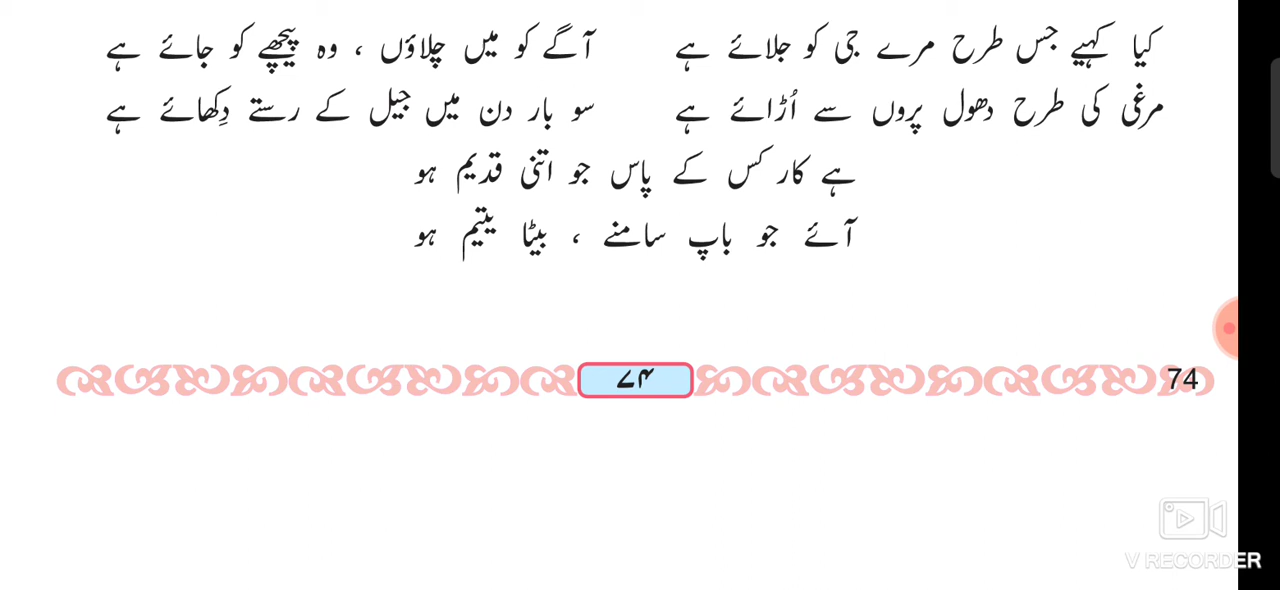 کیا کہیے جس طرح مرے جی کو جلائے ہے آگے کو میں چلاؤں ، وہ پیچھے کو جائے ہے
مرغی کی طرح دھول پروں سے اُڑائے ہے سو بار دن میں جیل کے رستے دِکھائے ہے
ہے کار کس کے پاس جو اتنی قدیم ہو
آئے جو باپ سامنے ، بیٹا یتیم ہو
۷۴ 74
V RECORDER